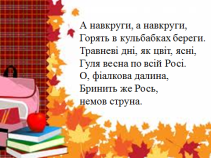 А навкруги, а навкруги,
Горять в кульбабках береги.
Травневі дні, як цвіт, ясні,
Гуля весна по всій Росі.
О, фіалкова далина,
Бринить же Рось,
немов струна.